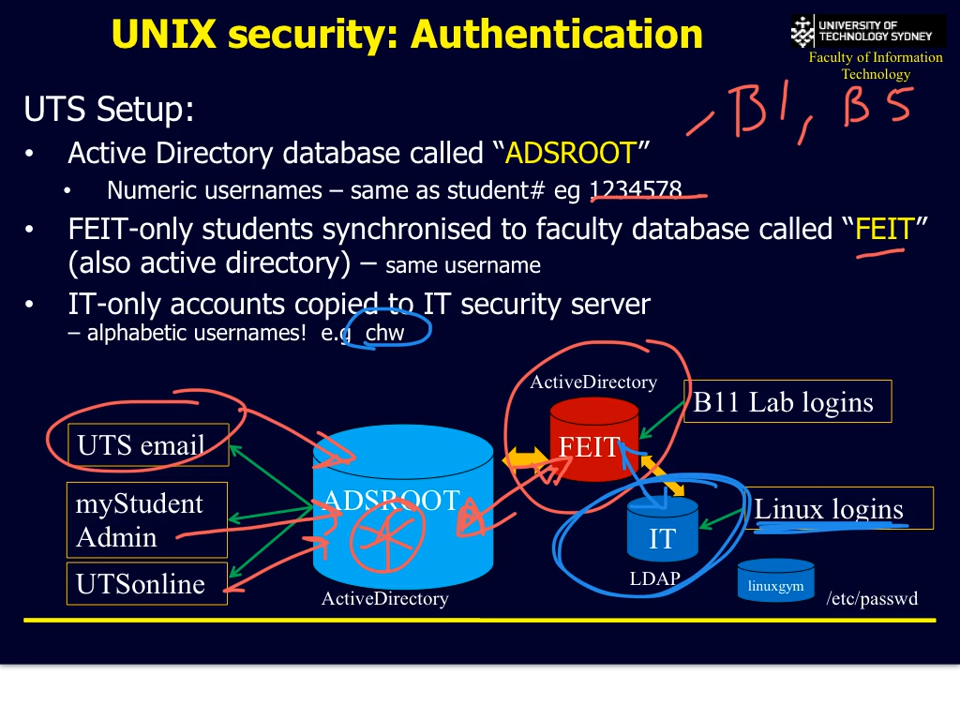 UNIX security: Authentication
UNIVERSITY OF
TECHNOLOGY SYDNEY
Faculty of Information
Technology
UTS Setup:
B1, B5
• Active Directory database called “ADSROOT”
• Numeric usernames – same as student# eg 1234578
• FEIT-only students synchronised to faculty database called “FEIT”
(also active directory) – same username
• IT-only accounts copied to IT security server
– alphabetic usernames! e.g chw
ActiveDirectory
B11 Lab logins
UTS email
FEIT
myStudent
Admin
ADSROOT
Linux logins
IT
UTSonline
LDAP
linuxgym
ActiveDirectory
/etc/passwd